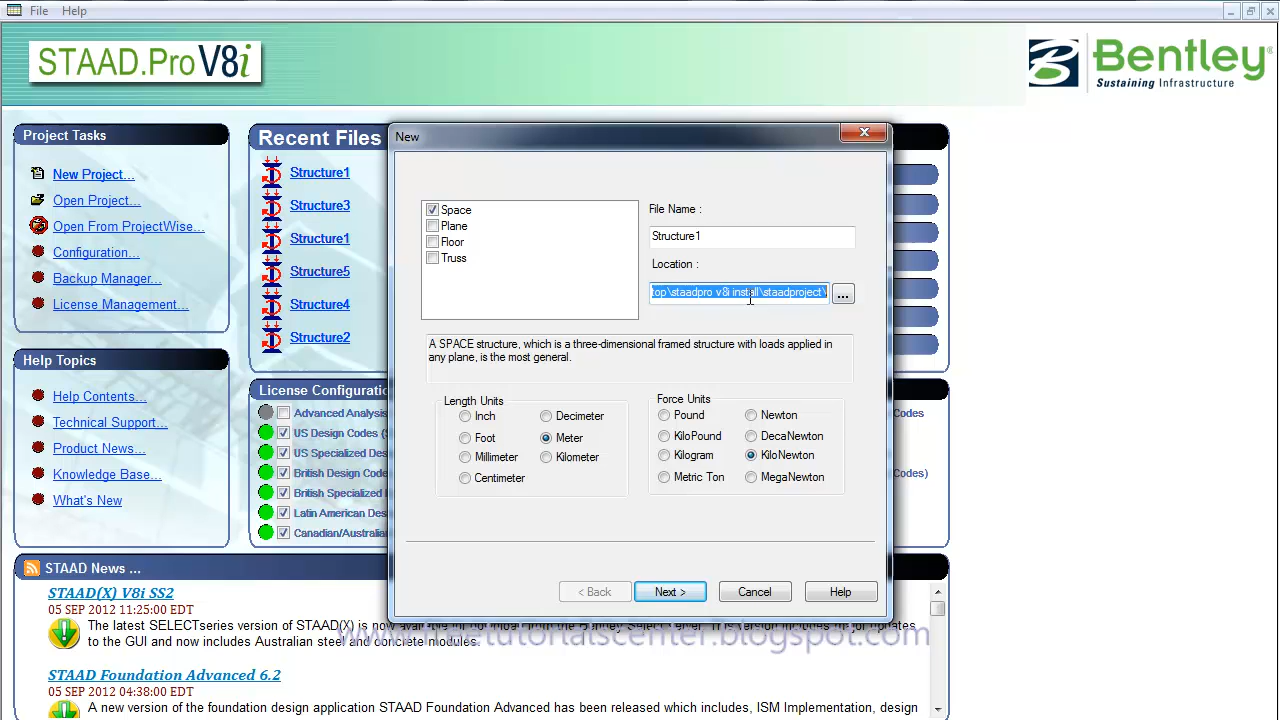 File Help
STAAD.Pro V8i
Bentley
Sustaining Infrastructure
Project Tasks
New Project...
Open Project...
Open From ProjectWise...
Configuration...
Backup Manager...
License Management...
Recent Files
Structure1
Structure3
Structure1
Structure5
Structure4
Structure2
New
Space
Plane
Floor
Truss
File Name :
Structure1
Location :
top\staadpro v8i install\staadproject\
...
A SPACE structure, which is a three-dimensional framed structure with loads applied in
any plane, is the most general.
Length Units
Inch
Decimeter
Foot
Meter
Millimeter
Kilometer
Centimeter
Force Units
Pound
Newton
KiloPound
DecaNewton
Kilogram
KiloNewton
Metric Ton
MegaNewton
< Back
Next >
Cancel
Help
Help Topics
Help Contents...
Technical Support...
Product News...
Knowledge Base...
What's New
License Configuratio
Advanced Analysis
US Design Codes (
US Specialized Des
British Design Codes
British Specialized
Latin American Des
Canadian/Australia
Codes
Codes)
STAAD News ...
STAAD(X) V8i SS2
05 SEP 2012 11:25:00 EDT
The latest SELECTseries version of STAAD(X) is now
to the GUI and now includes Australian steel and concrete modules.
STAAD Foundation Advanced 6.2
05 SEP 2012 04:38:00 EDT
A new version of the foundation design application STAAD Foundation Advanced has been released which includes, ISM Implementation, design